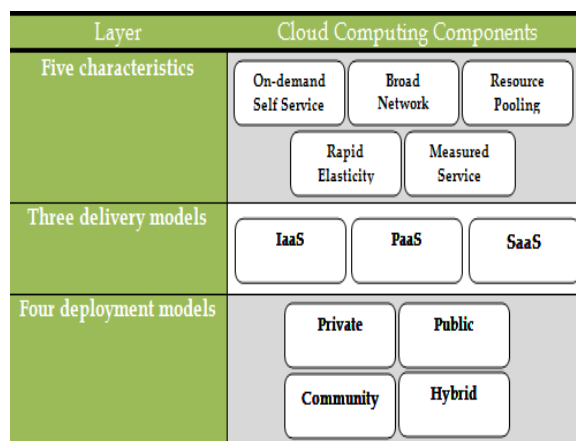 Layer
Cloud Computing Components
Five characteristics
On-demand
Self Service
Broad
Network
Resource
Pooling
Rapid
Elasticity
Measured
Service
Three delivery models
IaaS
PaaS
SaaS
Four deployment models
Private
Public
Community
Hybrid